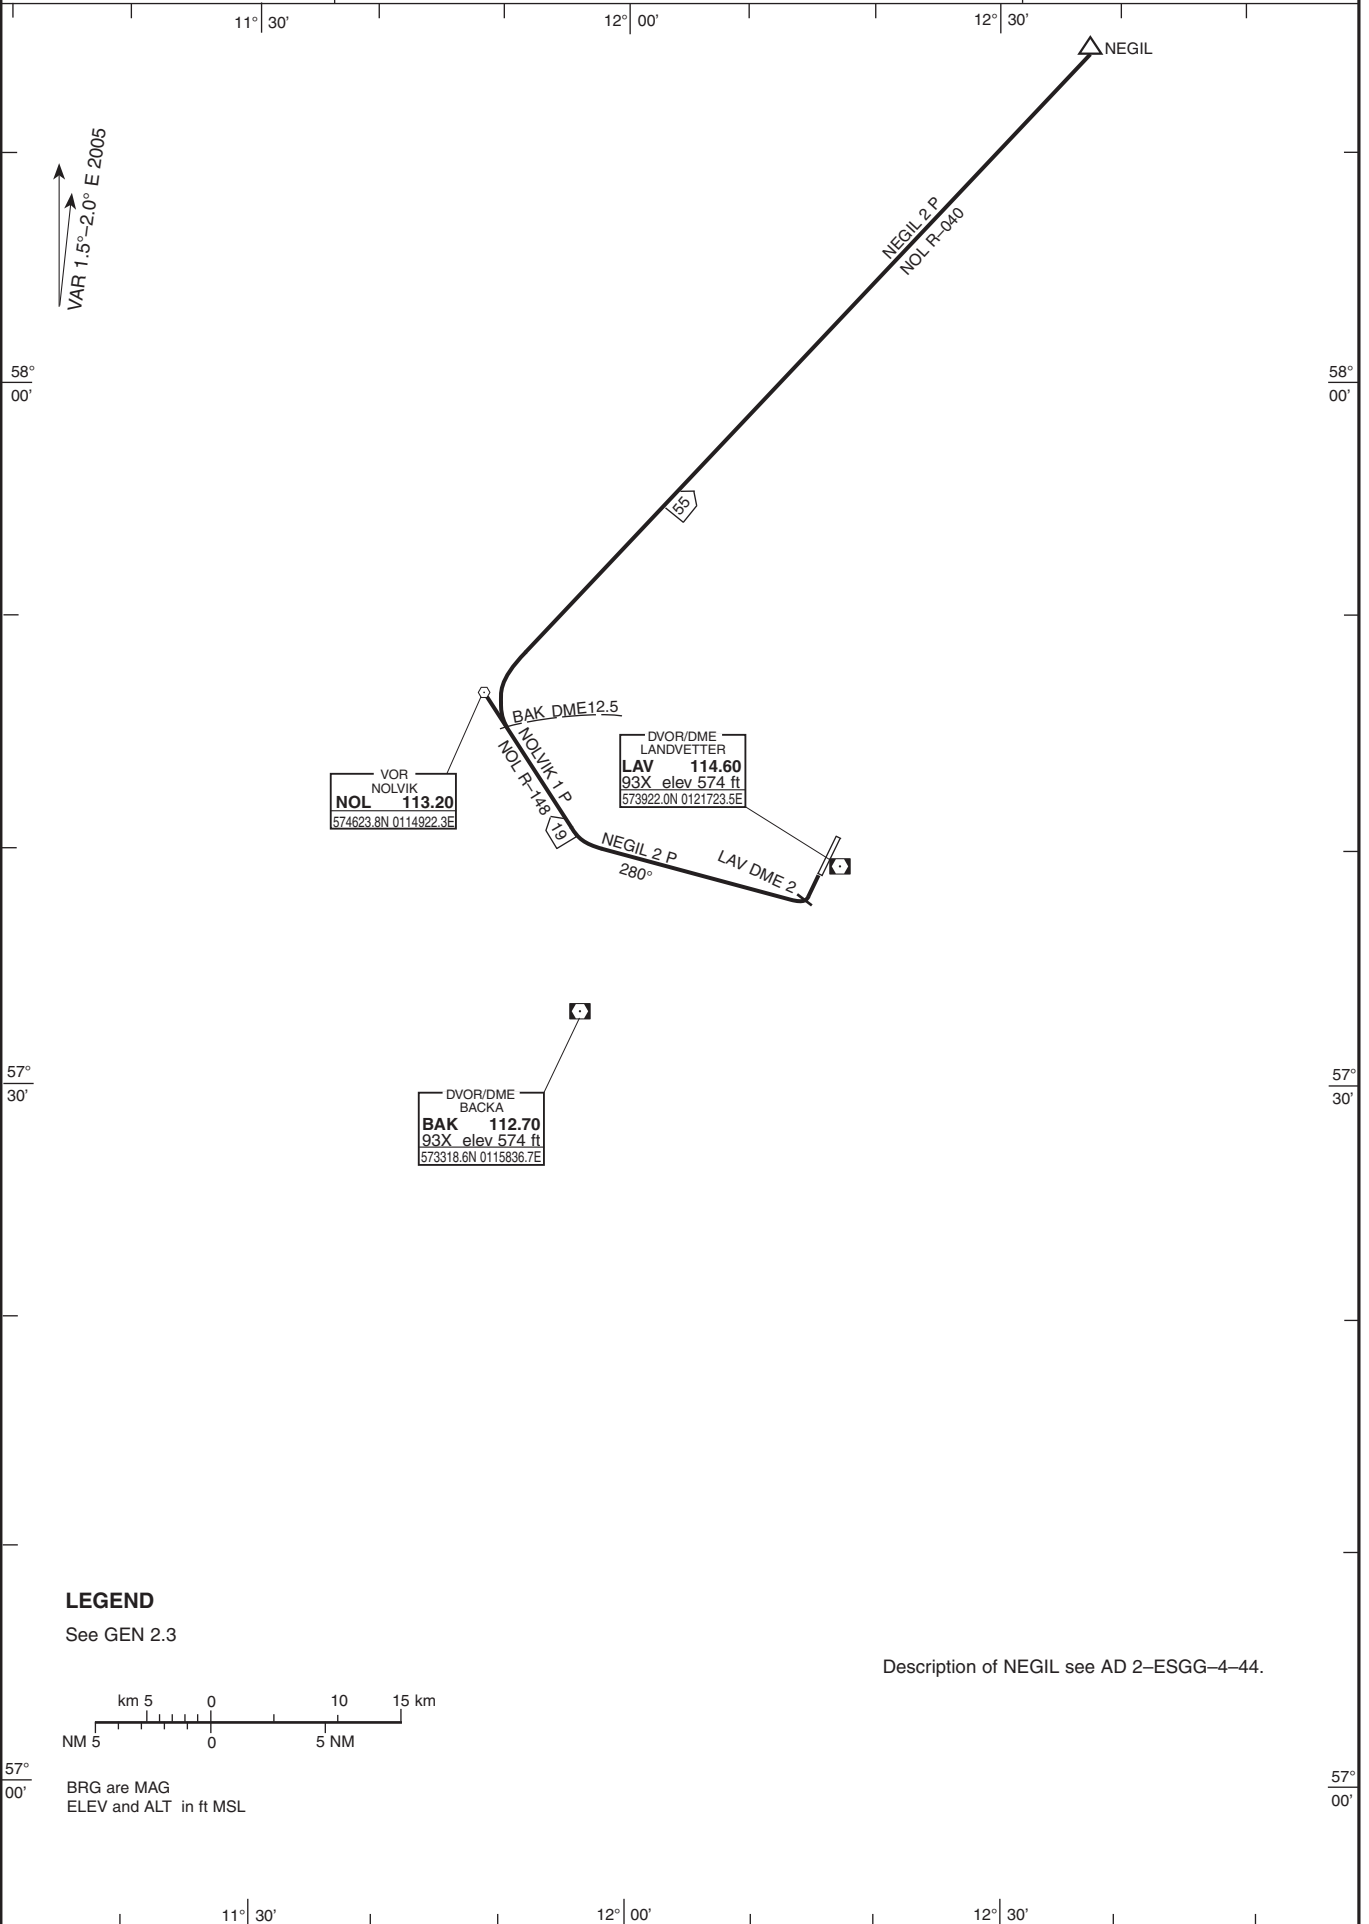 11° 30’
12° 00’
12° 30’
NEGIL
VAR 1.5°–2.0° E 2005
NEGIL 2 P
NOL R–040
58°
00’
58°
00’
55
BAK DME12.5
NOLVIK 1 P
NOL R–148
19
VOR
NOLVIK
NOL 113.20
574623.8N 0114922.3E
DVOR/DME
LANDVETTER
LAV 114.60
93X elev 574 ft
573922.0N 0121723.5E
NEGIL 2 P
280°
LAV DME 2
57°
30’
57°
30’
DVOR/DME
BACKA
BAK 112.70
93X elev 574 ft
573318.6N 0115836.7E
LEGEND
See GEN 2.3
Description of NEGIL see AD 2–ESGG–4–44.
km 5 0 10 15 km
NM 5 0 5 NM
57°
00’
57°
00’
BRG are MAG
ELEV and ALT in ft MSL
11° 30’
12° 00’
12° 30’